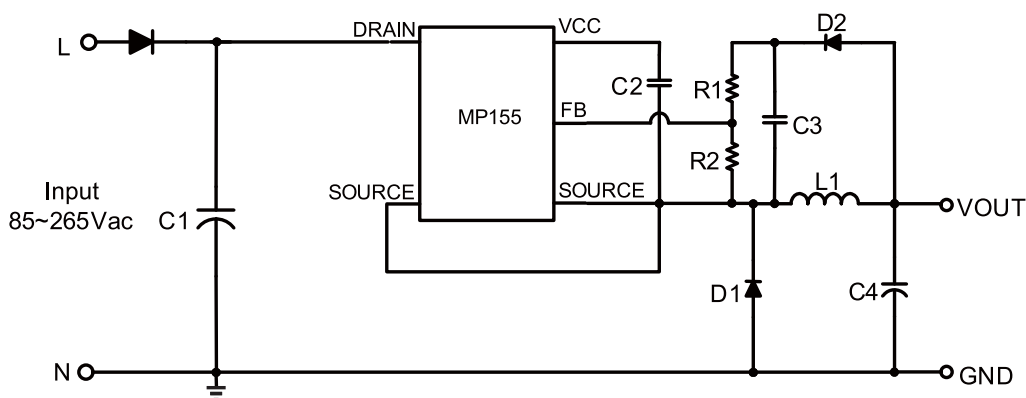 L
DRAIN
VCC
D2
C2
R1
MP155
FB
C3
R2
Input
85~265Vac
C1
SOURCE
SOURCE
L1
VOUT
D1
C4
N
GND